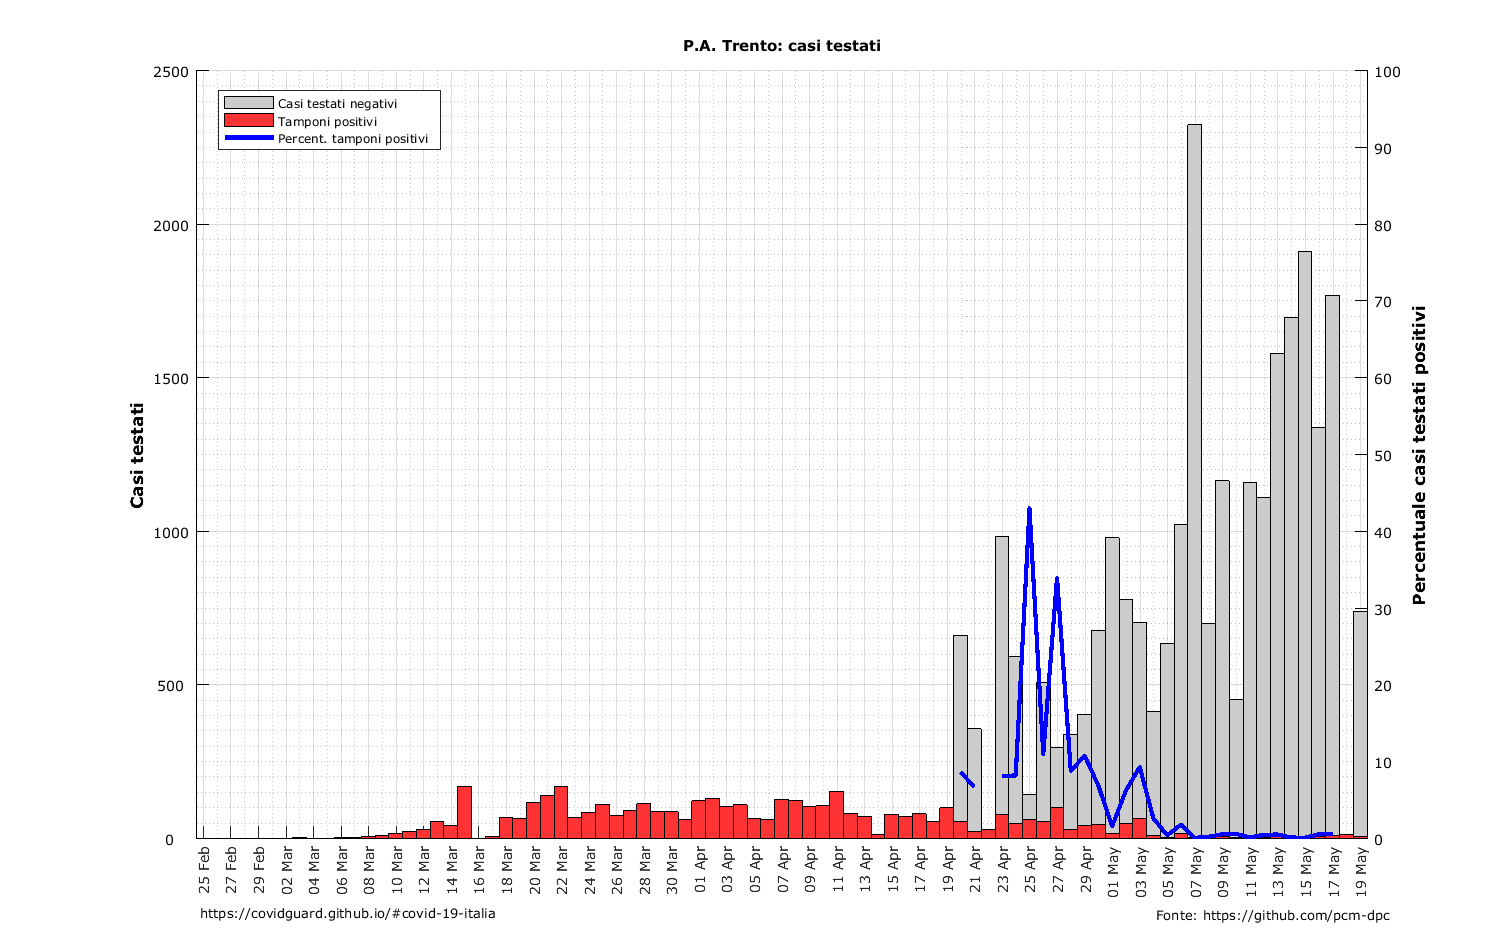 P.A. Trento: casi testati
Casi testati negativi
Tamponi positivi
Percent. tamponi positivi
Casi testati
2500
2000
1500
1000
500
0
100
90
80
70
60
50
40
30
20
10
0
Percentuale casi testati positivi
25 Feb
27 Feb
29 Feb
02 Mar
04 Mar
06 Mar
08 Mar
10 Mar
12 Mar
14 Mar
16 Mar
18 Mar
20 Mar
22 Mar
24 Mar
26 Mar
28 Mar
30 Mar
01 Apr
03 Apr
05 Apr
07 Apr
09 Apr
11 Apr
13 Apr
15 Apr
17 Apr
19 Apr
21 Apr
23 Apr
25 Apr
27 Apr
29 Apr
01 May
03 May
05 May
07 May
09 May
11 May
13 May
15 May
17 May
19 May
https://covidguard.github.io/#covid-19-italia
Fonte: https://github.com/pcm-dpc